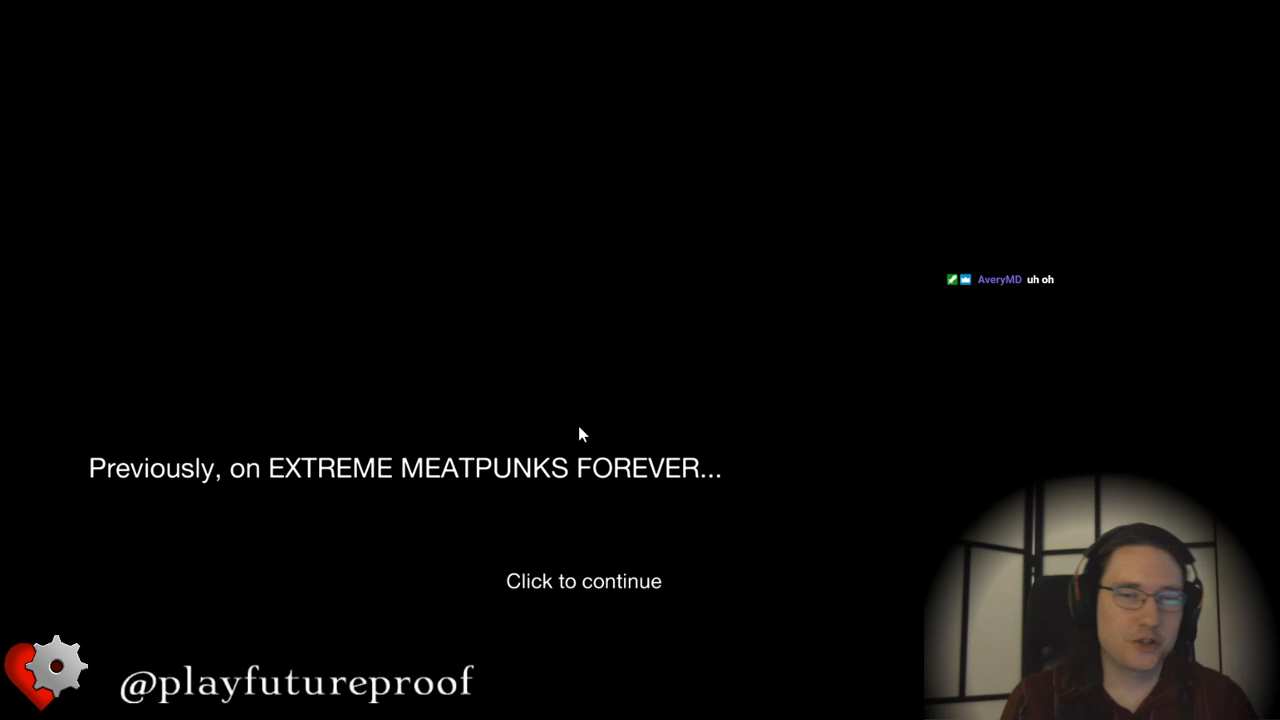 AveryMD uh oh
Previously, on EXTREME MEATPUNKS FOREVER...
Click to continue
@playfutureproof